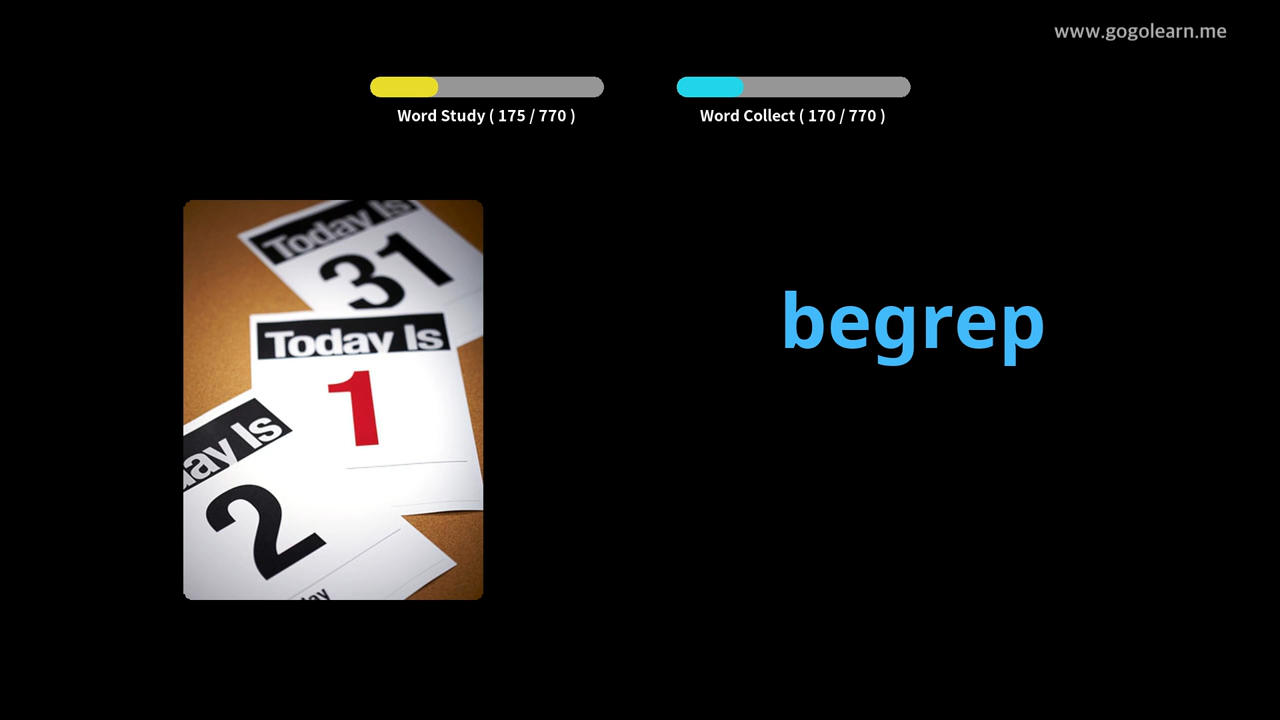 www.gogolearn.me
Word Study ( 175 / 770 )
Word Collect ( 170 / 770 )
Today Is
31
Today Is
1
ay Is
2
begrep